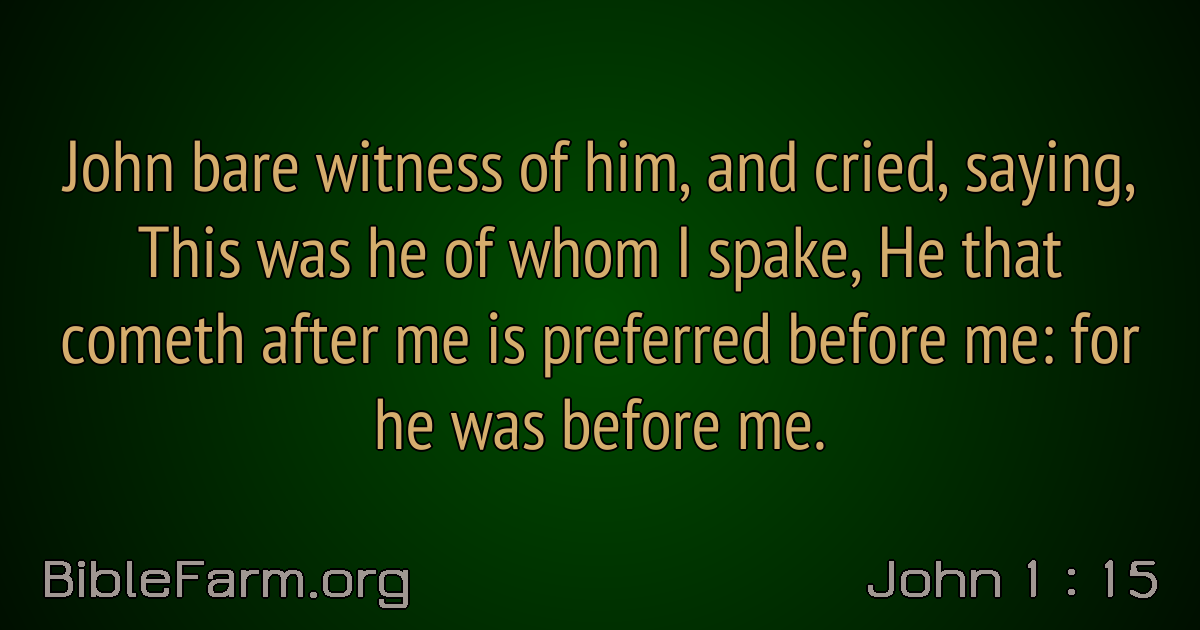 John bare witness of him, and cried, saying,
This was he of whom I spake, He that
cometh after me is preferred before me: for
he was before me.
BibleFarm.org
John 1 : 15